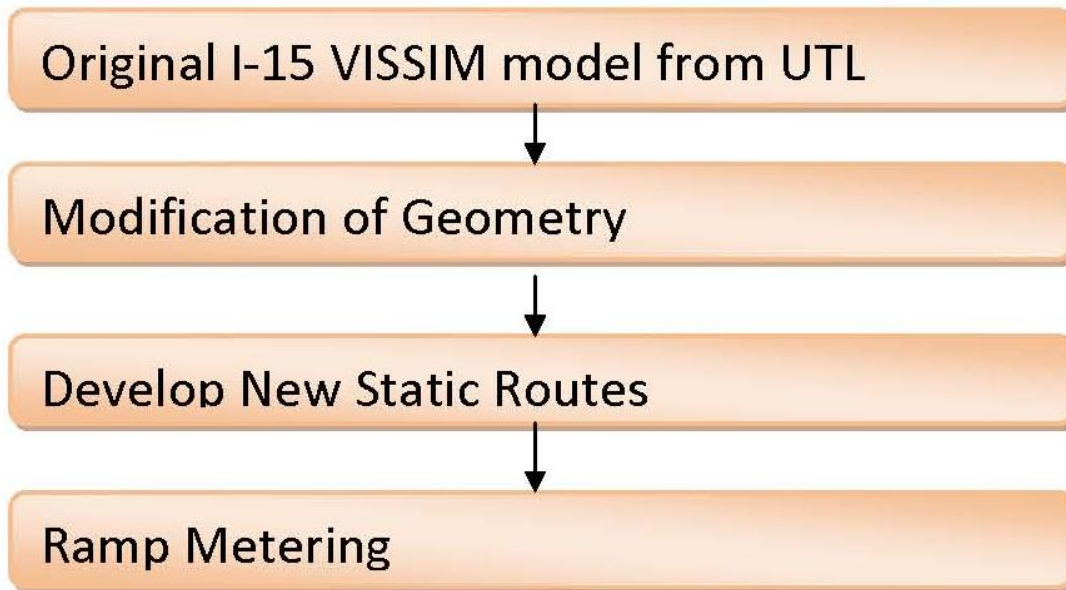 Original I-15 VISSIM model from UTL
Modification of Geometry
Develop New Static Routes
Ramp Metering